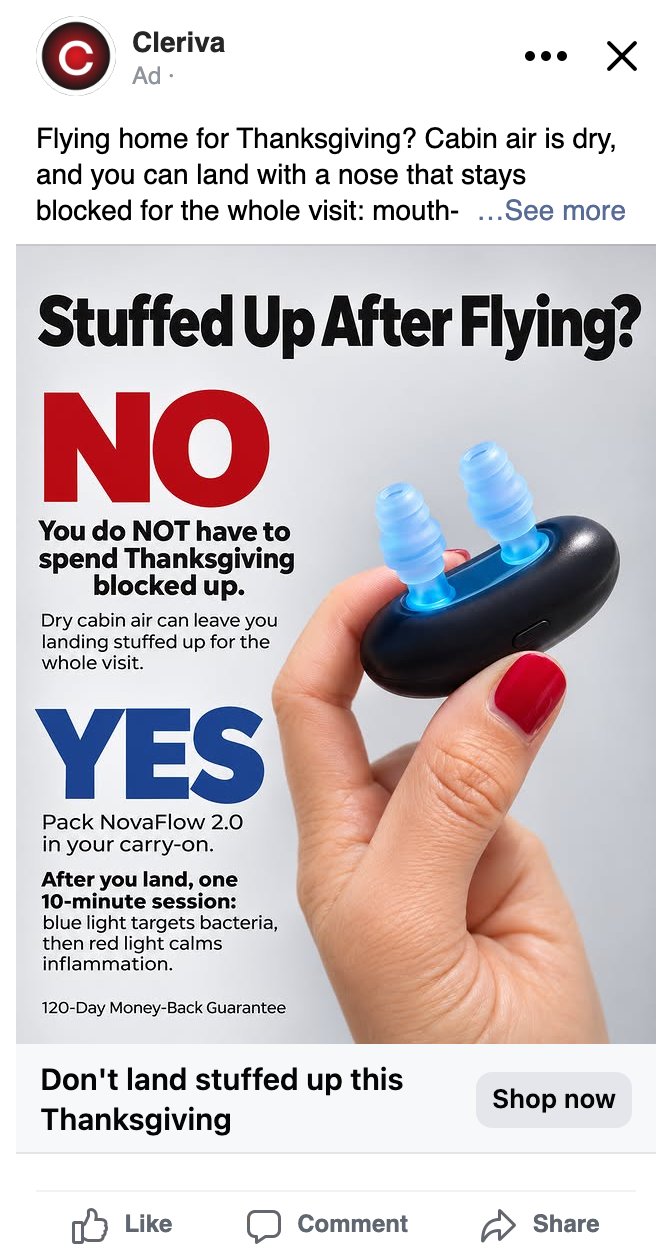 Cleriva
Ad ·
Flying home for Thanksgiving? Cabin air is dry,
and you can land with a nose that stays
blocked for the whole visit: mouth- ...See more
Stuffed Up After Flying?
NO
You do NOT have to
spend Thanksgiving
blocked up.
Dry cabin air can leave you
landing stuffed up for the
whole visit.
YES
Pack NovaFlow 2.0
in your carry-on.
After you land, one
10-minute session:
blue light targets bacteria,
then red light calms
inflammation.
120-Day Money-Back Guarantee
Don't land stuffed up this
Thanksgiving
Shop now
Like
Comment
Share